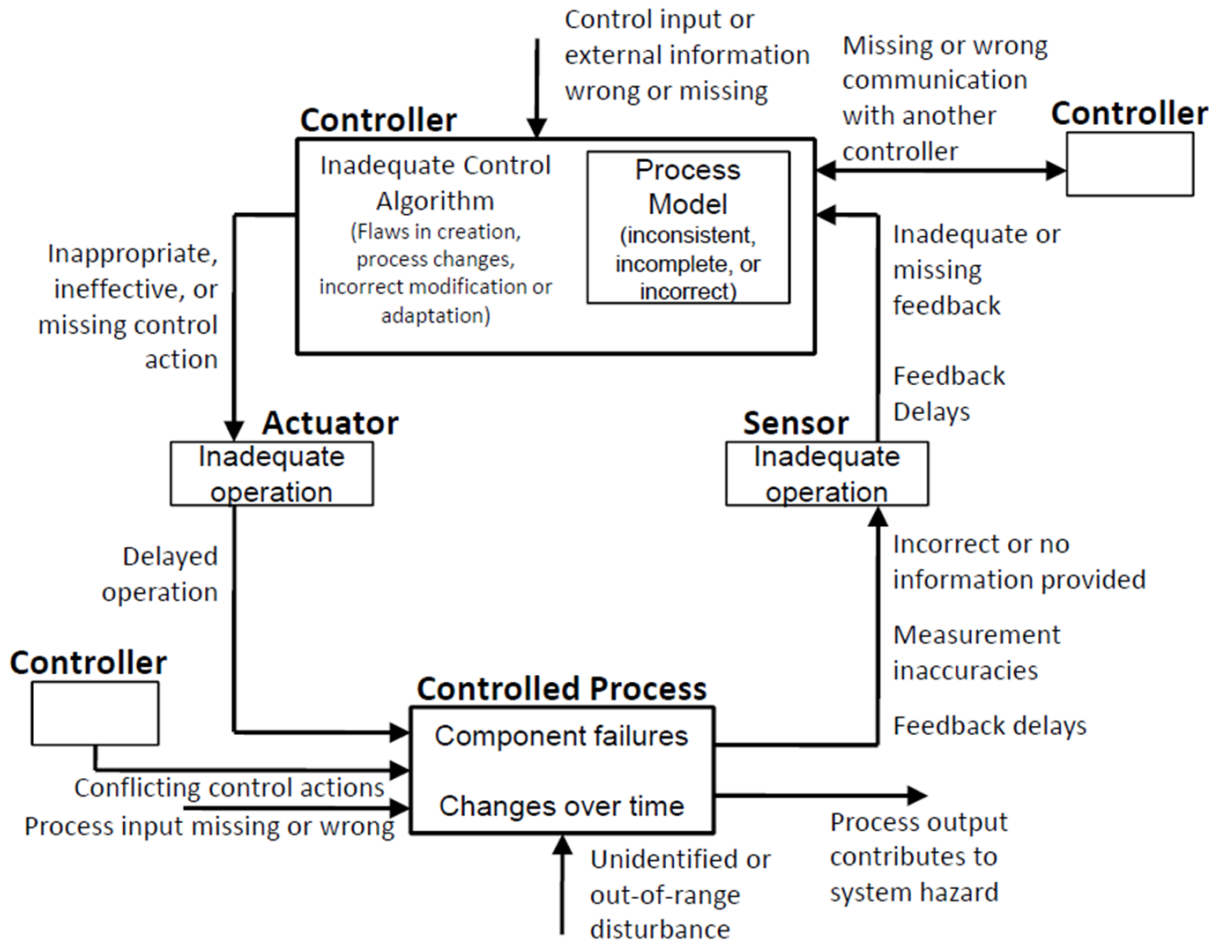 Control input or
external information
wrong or missing
Missing or wrong
communication
with another
controller
Controller
Controller
Inadequate Control
Algorithm
(Flaws in creation,
process changes,
incorrect modification or
adaptation)
Process
Model
(inconsistent,
incomplete, or
incorrect)
Inappropriate,
ineffective, or
missing control
action
Inadequate or
missing
feedback
Feedback
Delays
Actuator
Inadequate
operation
Sensor
Inadequate
operation
Delayed
operation
Incorrect or no
information provided
Measurement
inaccuracies
Feedback delays
Controller
Controlled Process
Component failures
Changes over time
Conflicting control actions
Process input missing or wrong
Unidentified or
out-of-range
disturbance
Process output
contributes to
system hazard